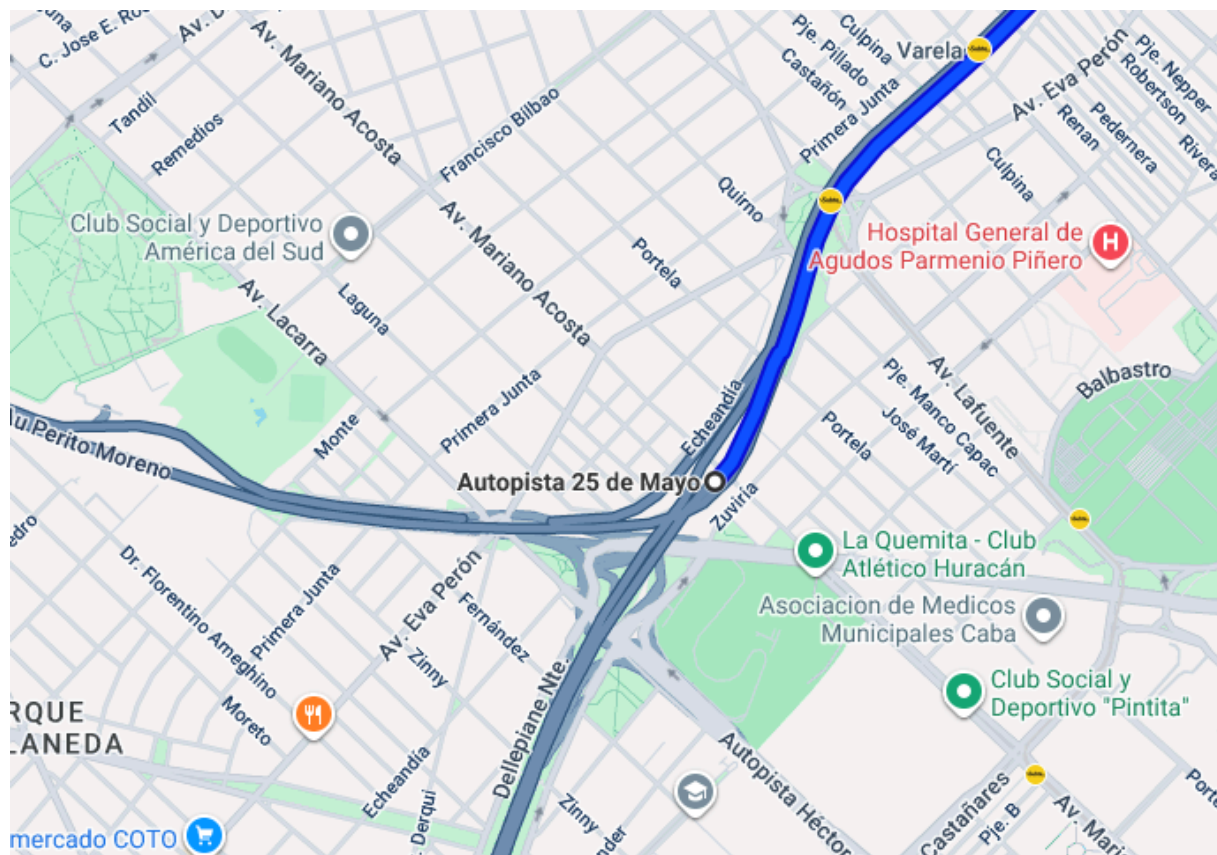 C. Jose E. Ro
Av. D
Av. Mariano Acosta
Tandil
Remedios
Francisco Bilbao
Culpina
Pje. Pillado
Castañón
Primera Junta
Varela
Av. Eva Perón
Pje. Nepper
Robertson
Pedernera
Rivera
Renan
Culpina
Quirno
Portela
Club Social y Deportivo
América del Sud
Av. Mariano Acosta
Hospital General de
Agudos Parmenio Piñero
Av. Lacarra
Laguna
Monte
Primera Junta
Echeandía
Portela
Av. Lafuente
Pje. Manco Capac
José Martí
Balbastro
Au Perito Moreno
Autopista 25 de Mayo
Zuviria
La Quemita - Club
Atlético Huracán
Asociacion de Medicos
Municipales Caba
Club Social y
Deportivo "Pintita"
edro
Dr. Florentino Ameghino
Primera Junta
Av. Eva Perón
Fernández
Zinny
Moreto
RQUE
LANEDA
Dellepiane Nte.
Echeandía
Derqui
Zinny
nder
Autopista Héctor
Castañares
Pje. B
Av. Mari
Porte
mercado COTO